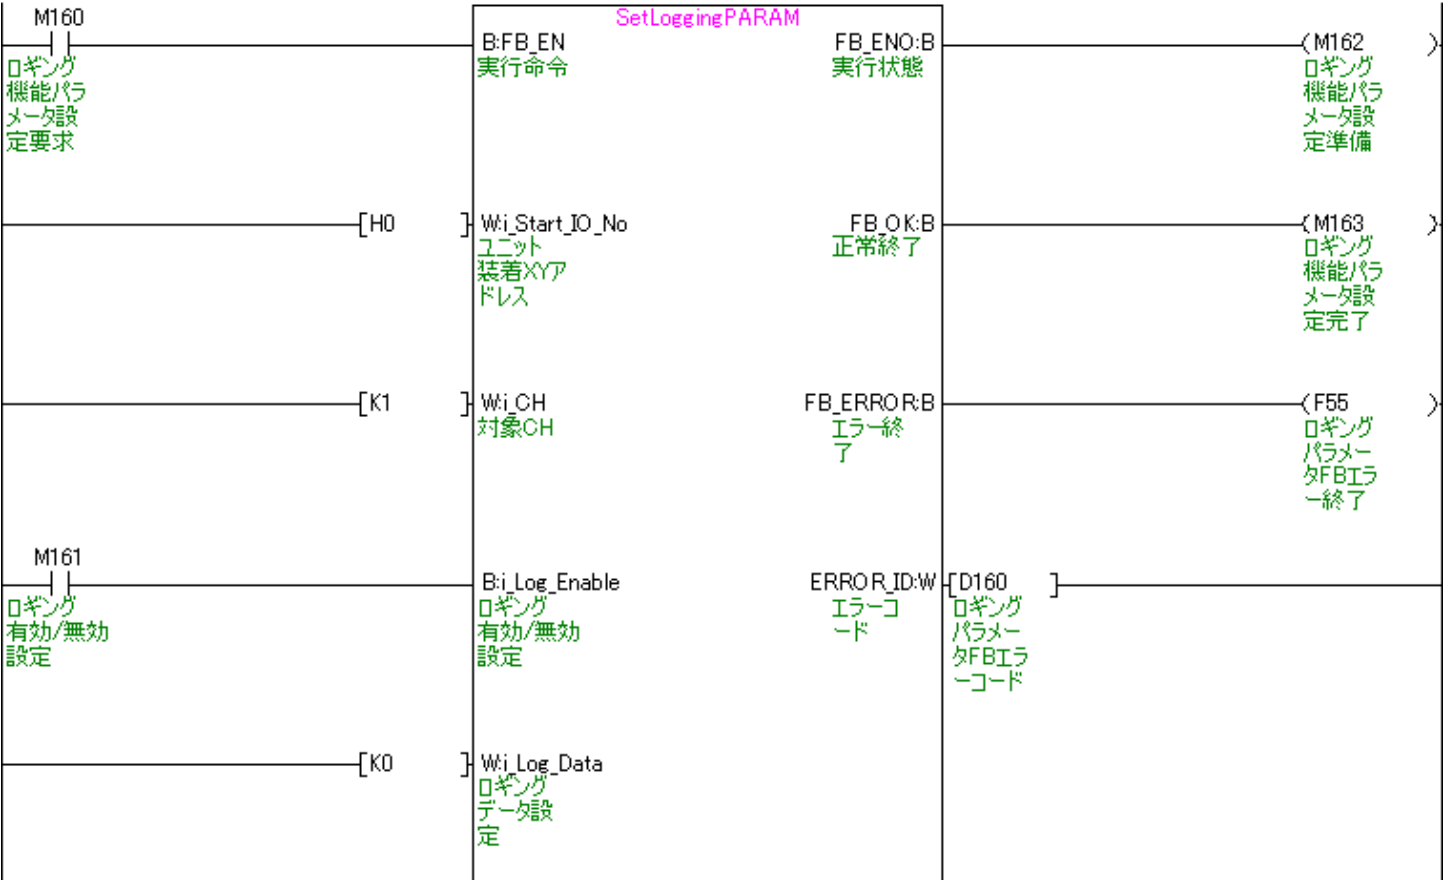 SetLoggingPARAM
M160
B:FB_EN
FB_ENO:B
(M162 )
ロギング
機能パラ
メータ設
定要求
実行命令
実行状態
ロギング
機能パラ
メータ設
定準備
[H0 ]
W:i_Start_IO_No
FB_OK:B
(M163 )
ユニット
装着XYア
ドレス
正常終了
ロギング
機能パラ
メータ設
定完了
[K1 ]
W:i_CH
FB_ERROR:B
(F55 )
対象CH
エラー終
了
ロギング
パラメー
タFBエラ
ー終了
M161
B:i_Log_Enable
ERROR_ID:W
[D160 ]
ロギング
有効/無効
設定
ロギング
有効/無効
設定
エラーコ
ード
ロギング
パラメー
タFBエラ
ーコード
[K0 ]
W:i_Log_Data
ロギング
データ設
定